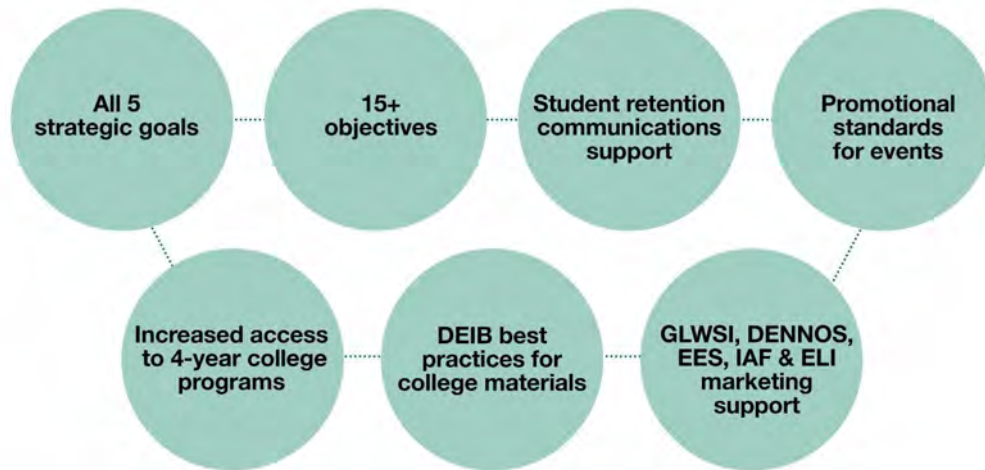 All 5
strategic goals
15+
objectives
Student retention
communications
support
Promotional
standards
for events
Increased access
to 4-year college
programs
DEIB best
practices for
college materials
GLWSI, DENNOS,
EES, IAF & ELI
marketing
support